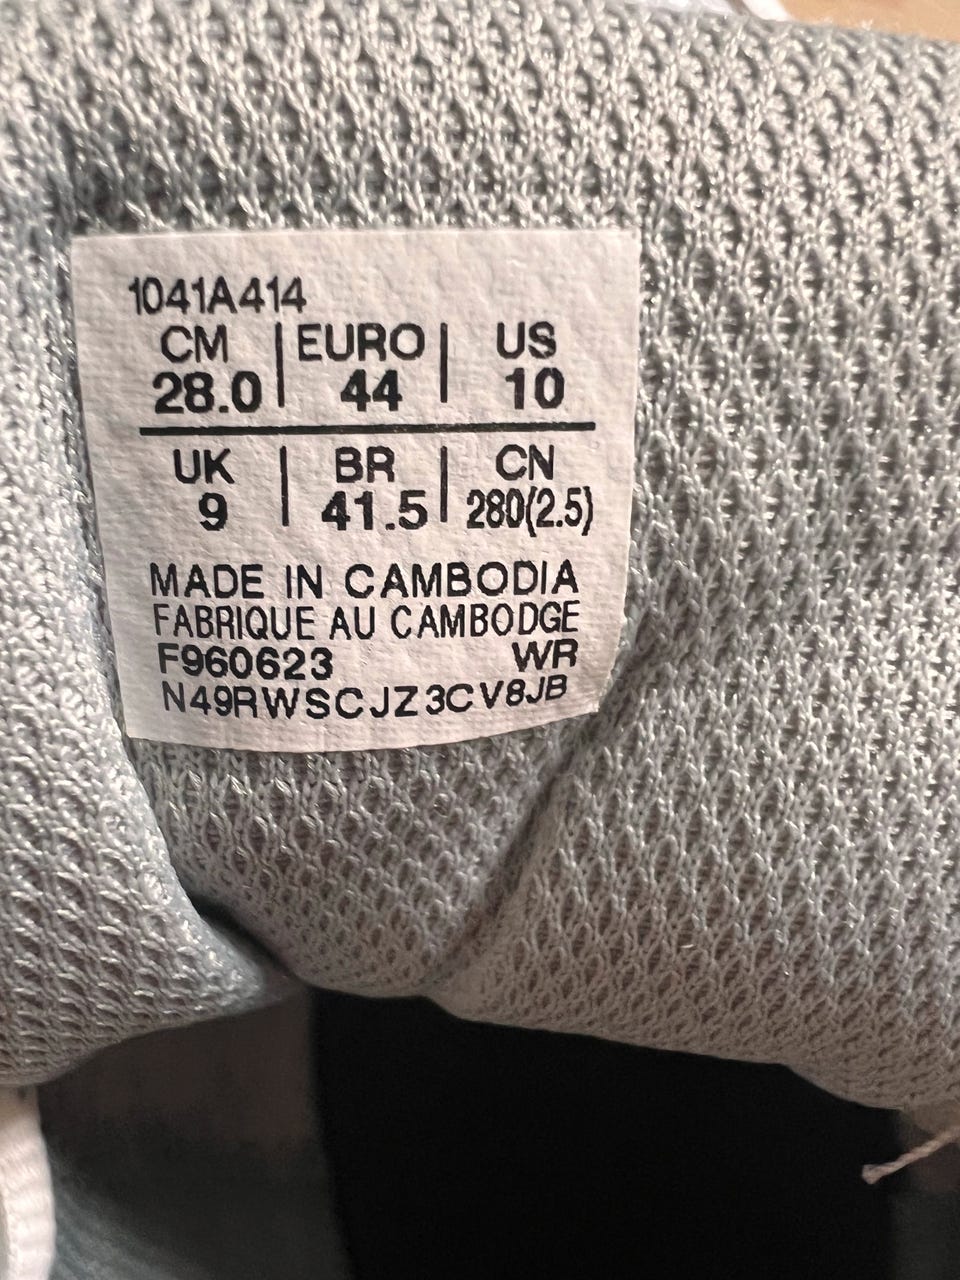 1041A414
CM | EURO | US
28.0 | 44 | 10
UK | BR | CN
9 | 41.5 | 280(2.5)
MADE IN CAMBODIA
FABRIQUE AU CAMBODGE
F960623 WR
N49RWSCJZ3CV8JB